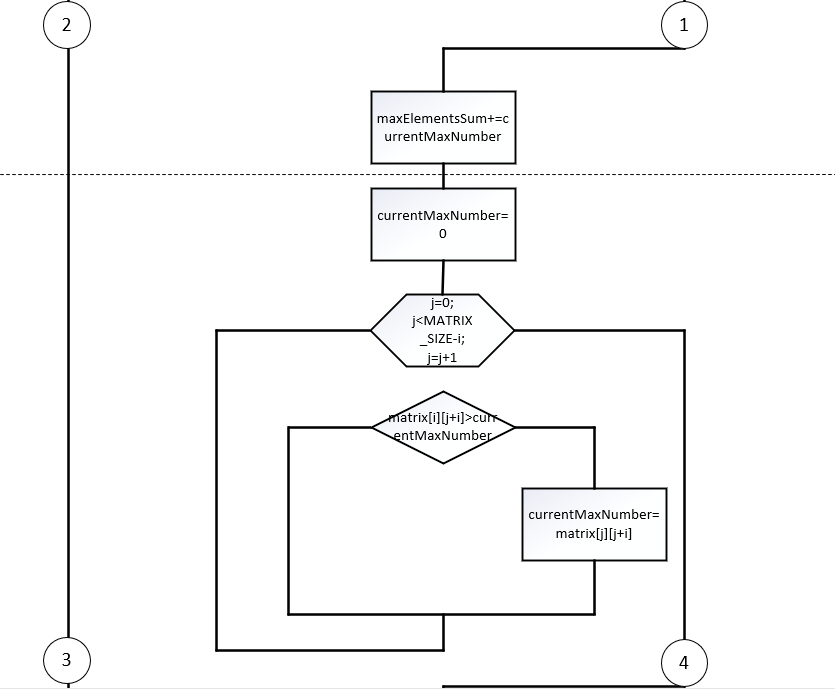 2
1
maxElementsSum+=c
urrentMaxNumber
currentMaxNumber=
0
j=0;
j<MATRIX
_SIZE-i;
j=j+1
matrix[i][j+i]>curr
entMaxNumber
currentMaxNumber=
matrix[j][j+i]
3
4